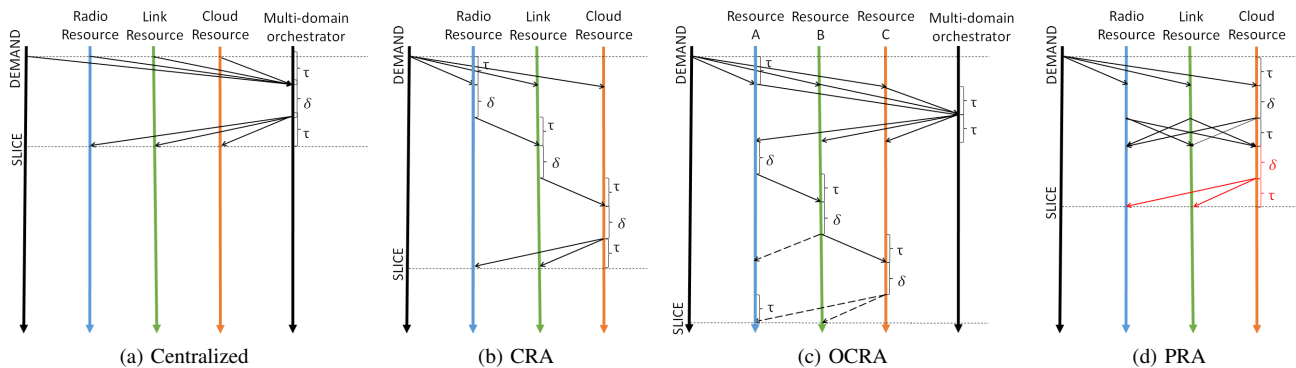 Radio
Resource
Link
Resource
Cloud
Resource
Multi-domain
orchestrator
DEMAND
τ
δ
τ
SLICE
(a) Centralized
Radio
Resource
Link
Resource
Cloud
Resource
DEMAND
τ
δ
τ
δ
τ
δ
τ
SLICE
(b) CRA
Resource
A
Resource
B
Resource
C
Multi-domain
orchestrator
DEMAND
τ
τ
τ
δ
τ
δ
τ
δ
τ
SLICE
(c) OCRA
Radio
Resource
Link
Resource
Cloud
Resource
DEMAND
τ
δ
τ
δ
τ
SLICE
(d) PRA